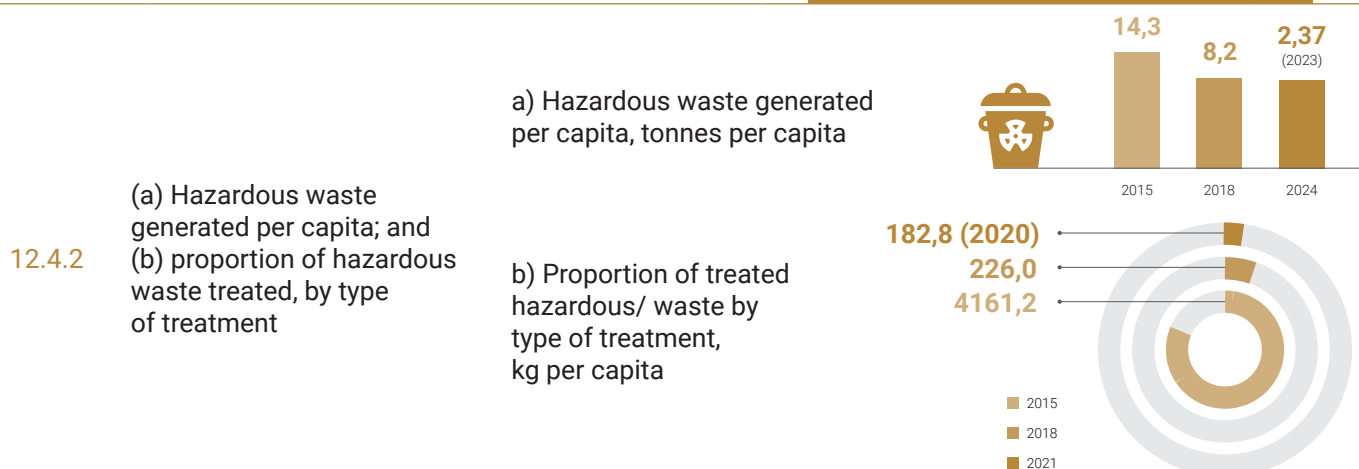 12.4.2
(a) Hazardous waste
generated per capita; and
(b) proportion of hazardous
waste treated, by type
of treatment
a) Hazardous waste generated
per capita, tonnes per capita
14,3
8,2
2,37
(2023)
2015
2018
2024
b) Proportion of treated
hazardous/ waste by
type of treatment,
kg per capita
182,8 (2020)
226,0
4161,2
2015
2018
2021